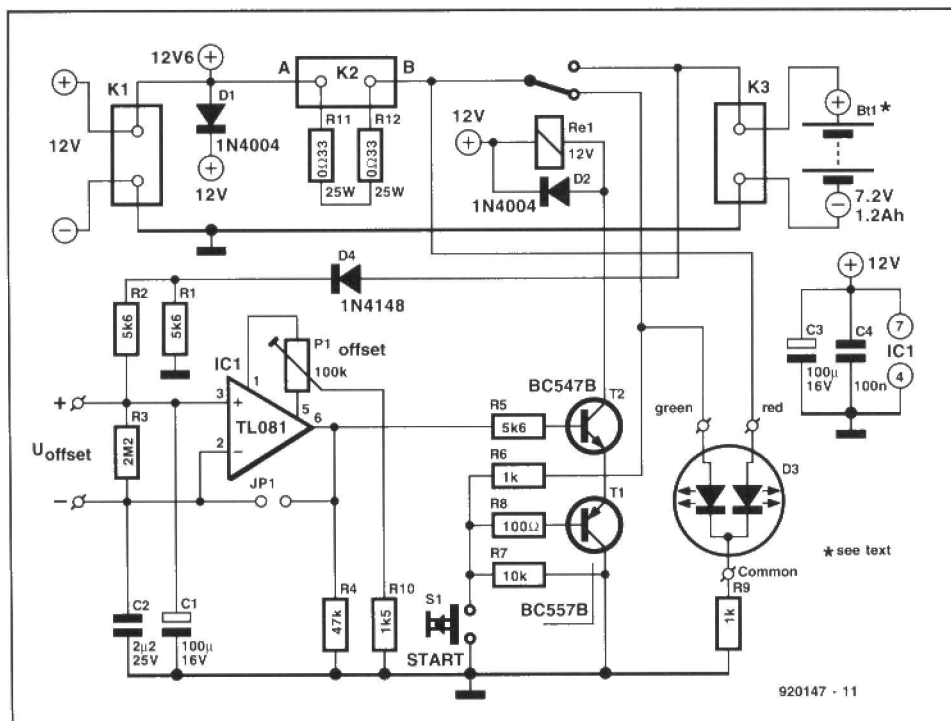 12V6
A
K2
B
K1
D1
1N4004
12V
12V
R11
R12
0Ω33
0Ω33
25W
25W
12V
Re1
12V
D2
1N4004
K3
Bt1*
7.2V
1.2Ah
D4
1N4148
R2
5k6
R1
5k6
IC1
1
P1
100k
offset
3
+
TL081
5
6
2
−
+
R3
2M2
Uoffset
−
JP1
R5
5k6
BC547B
T2
R6
1k
R8
100Ω
T1
R7
10k
BC557B
S1
START
R4
47k
R10
1k5
C2
2µ2
25V
C1
100µ
16V
12V
C3
100µ
16V
C4
100n
7
IC1
4
green
red
D3
Common
R9
1k
*see text
920147 - 11